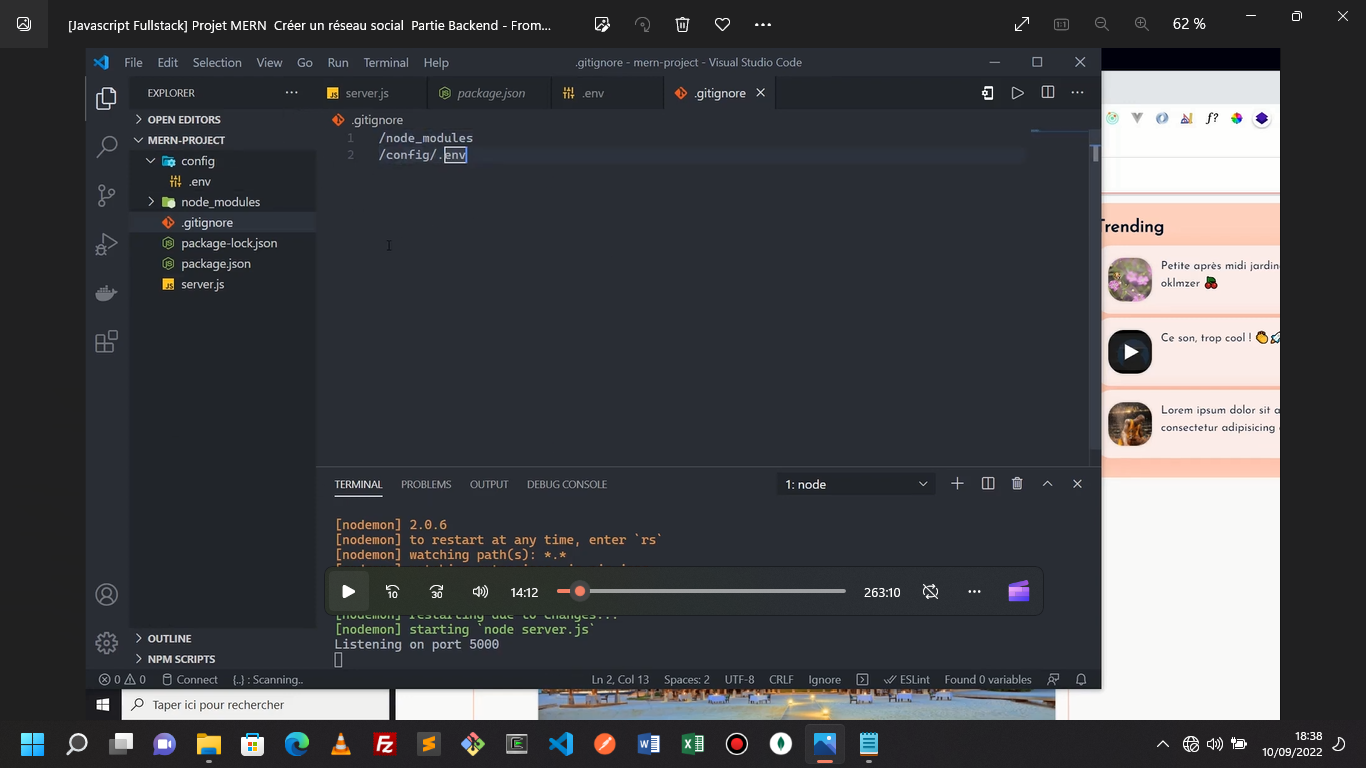 [Javascript Fullstack] Projet MERN Créer un réseau social Partie Backend - From...
62 %
File Edit Selection View Go Run Terminal Help
.gitignore - mern-project - Visual Studio Code
EXPLORER
server.js
package.json
.env
.gitignore
OPEN EDITORS
MERN-PROJECT
config
.env
node_modules
.gitignore
package-lock.json
package.json
server.js
OUTLINE
NPM SCRIPTS
.gitignore
1 /node_modules
2 /config/.env
f?
Trending
Petite après midi jardin
oklmzer
Ce son, trop cool !
Lorem ipsum dolor sit a
consectetur adipisicing
TERMINAL PROBLEMS OUTPUT DEBUG CONSOLE
1: node
[nodemon] 2.0.6
[nodemon] to restart at any time, enter `rs`
[nodemon] watching path(s): *.*
10
30
14:12
263:10
[nodemon] restarting due to changes...
[nodemon] starting `node server.js`
Listening on port 5000
0 0 Connect {..} : Scanning..
Ln 2, Col 13 Spaces: 2 UTF-8 CRLF Ignore ESLint Found 0 variables
Taper ici pour rechercher
18:38
10/09/2022